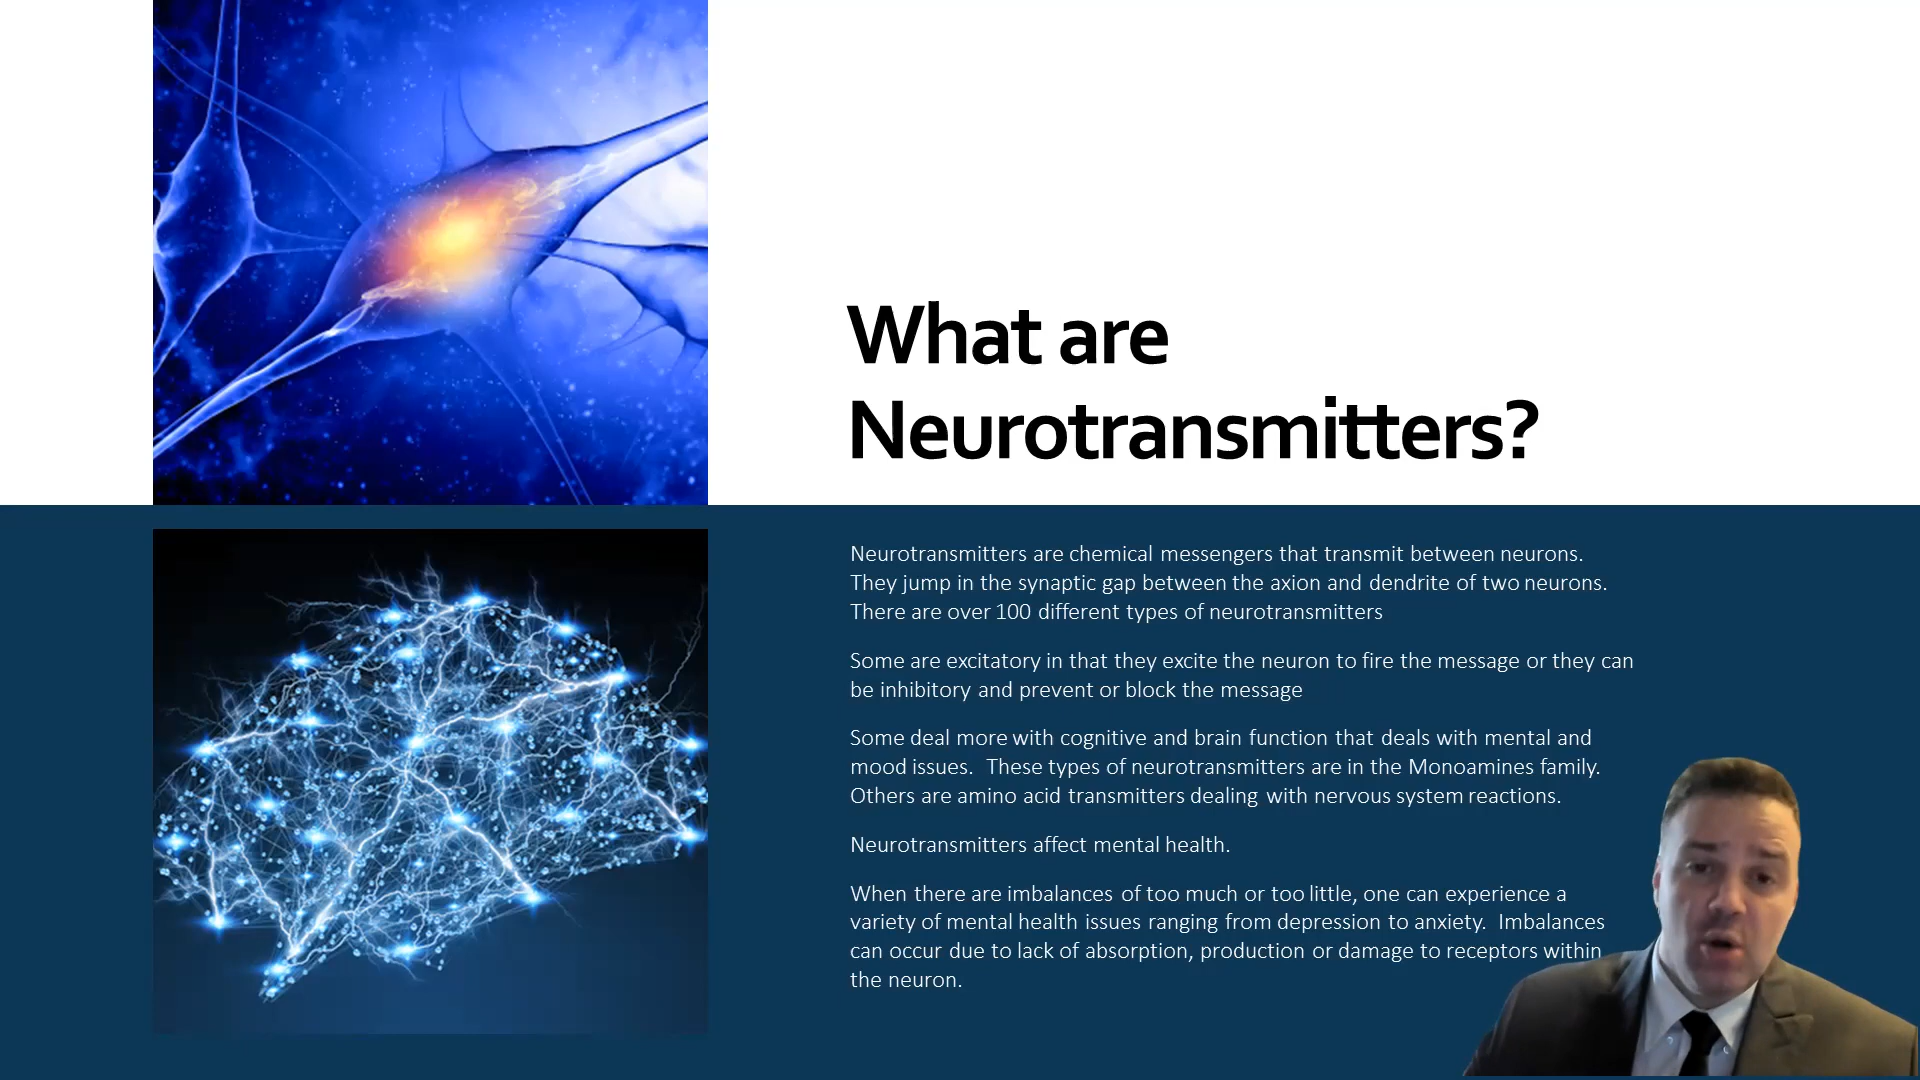 What are
Neurotransmitters?
Neurotransmitters are chemical messengers that transmit between neurons.
They jump in the synaptic gap between the axion and dendrite of two neurons.
There are over 100 different types of neurotransmitters
Some are excitatory in that they excite the neuron to fire the message or they can
be inhibitory and prevent or block the message
Some deal more with cognitive and brain function that deals with mental and
mood issues.  These types of neurotransmitters are in the Monoamines family.
Others are amino acid transmitters dealing with nervous system reactions.
Neurotransmitters affect mental health.
When there are imbalances of too much or too little, one can experience a
variety of mental health issues ranging from depression to anxiety.  Imbalances
can occur due to lack of absorption, production or damage to receptors within
the neuron.